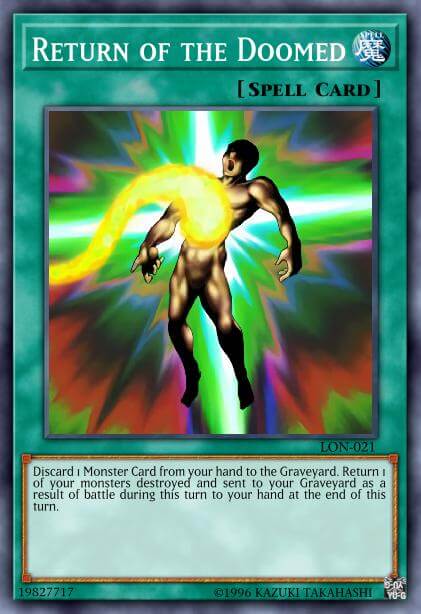 Return of the Doomed
[Spell Card]
LON-021
Discard 1 Monster Card from your hand to the Graveyard. Return 1
of your monsters destroyed and sent to your Graveyard as a
result of battle during this turn to your hand at the end of this
turn.
19827717
©1996 KAZUKI TAKAHASHI